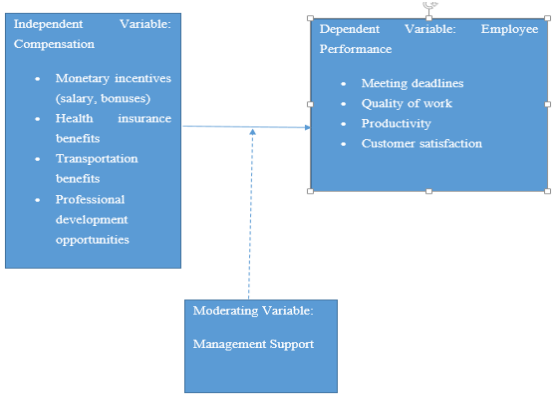 Independent Variable:
Compensation
• Monetary incentives
(salary, bonuses)
• Health insurance
benefits
• Transportation
benefits
• Professional
development
opportunities
Dependent Variable: Employee
Performance
• Meeting deadlines
• Quality of work
• Productivity
• Customer satisfaction
Moderating Variable:
Management Support